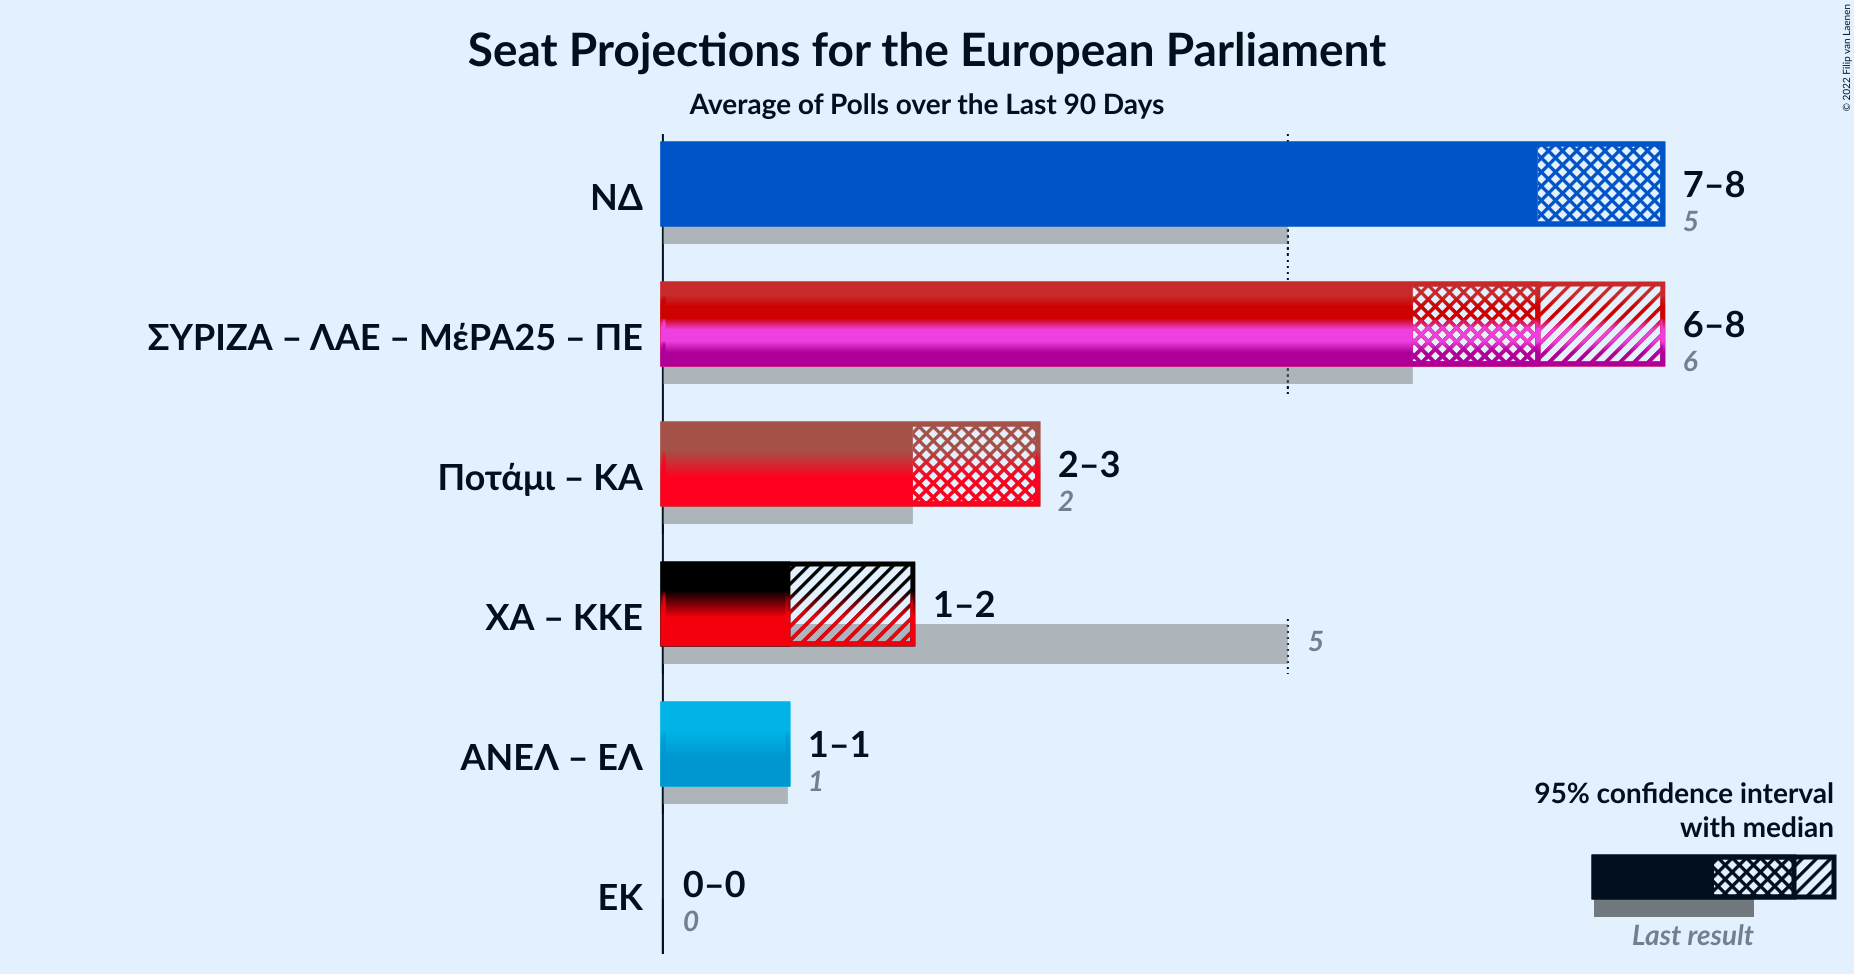 Seat Projections for the European Parliament
Average of Polls over the Last 90 Days
© 2022 Filip van Laenen
ΝΔ
7–8
5
ΣΥΡΙΖΑ – ΛΑΕ – ΜέΡΑ25 – ΠΕ
6–8
6
Ποτάμι – ΚΑ
2–3
2
ΧΑ – ΚΚΕ
1–2
5
ΑΝΕΛ – ΕΛ
1–1
1
ΕΚ
0–0
0
95% confidence interval
with median
Last result